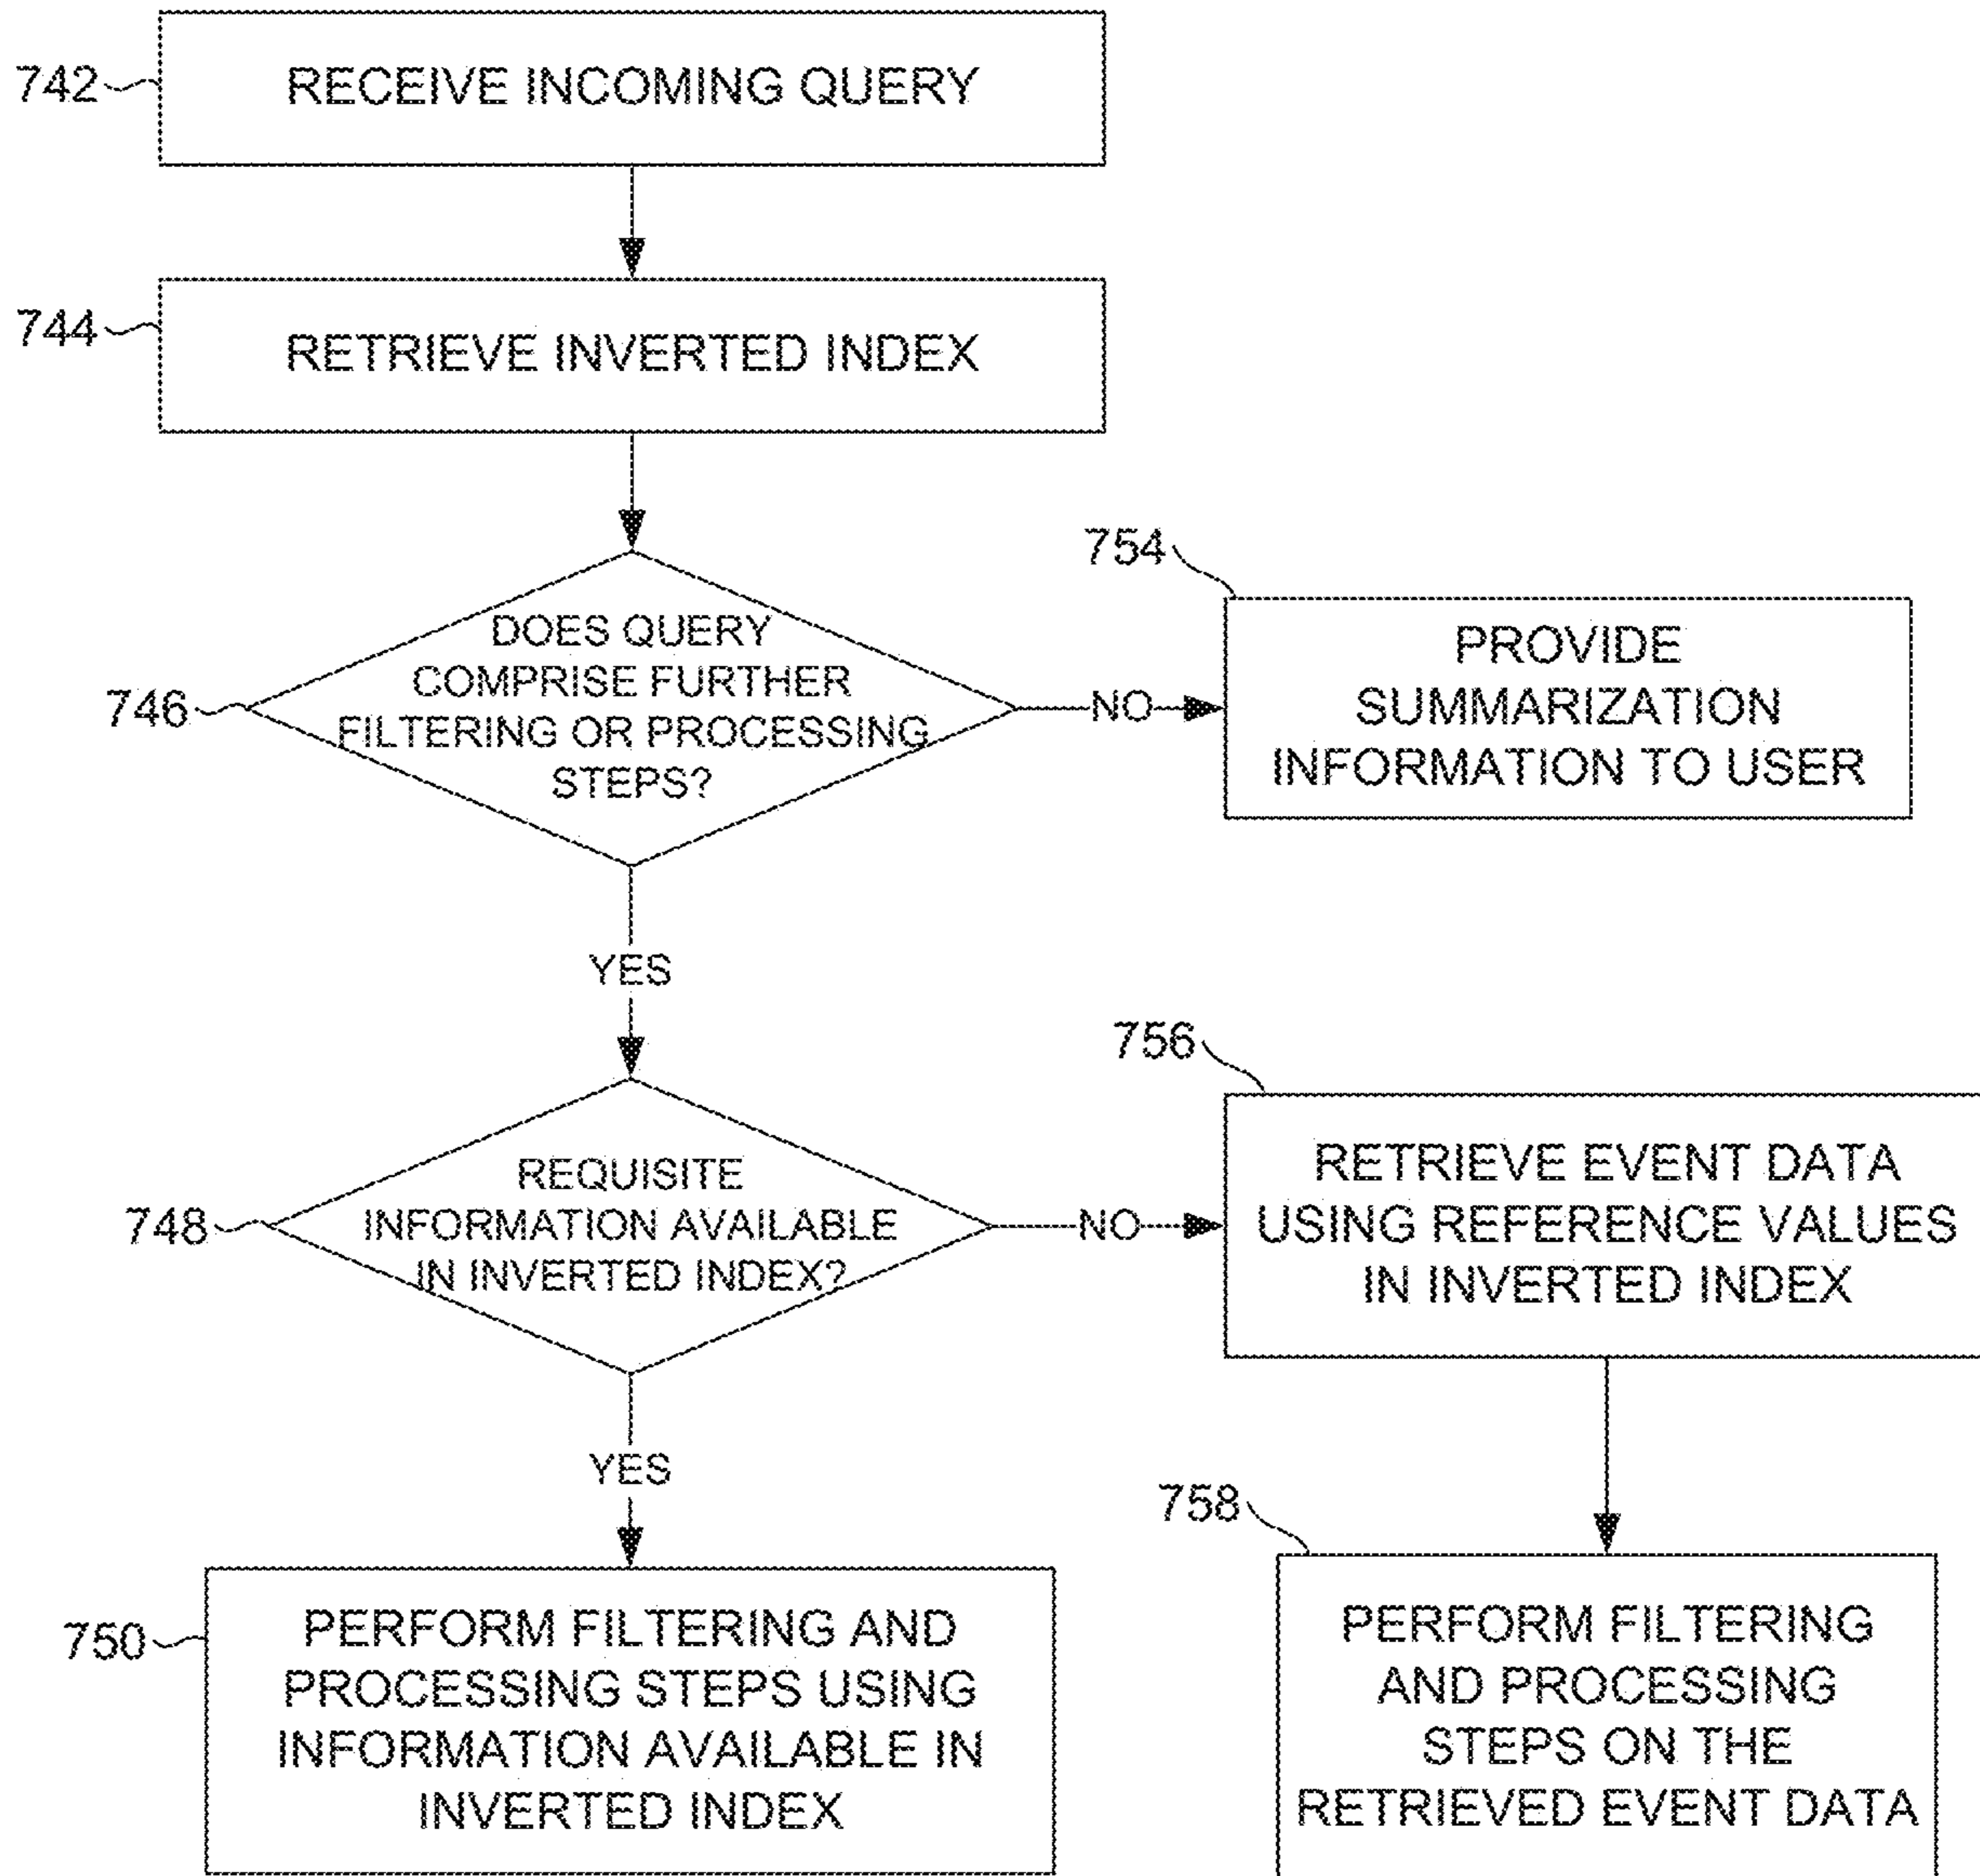 742
RECEIVE INCOMING QUERY
744
RETRIEVE INVERTED INDEX
746
DOES QUERY
COMPRISE FURTHER
FILTERING OR PROCESSING
STEPS?
NO
754
PROVIDE
SUMMARIZATION
INFORMATION TO USER
YES
748
REQUISITE
INFORMATION AVAILABLE
IN INVERTED INDEX?
NO
756
RETRIEVE EVENT DATA
USING REFERENCE VALUES
IN INVERTED INDEX
YES
750
PERFORM FILTERING AND
PROCESSING STEPS USING
INFORMATION AVAILABLE IN
INVERTED INDEX
758
PERFORM FILTERING
AND PROCESSING
STEPS ON THE
RETRIEVED EVENT DATA